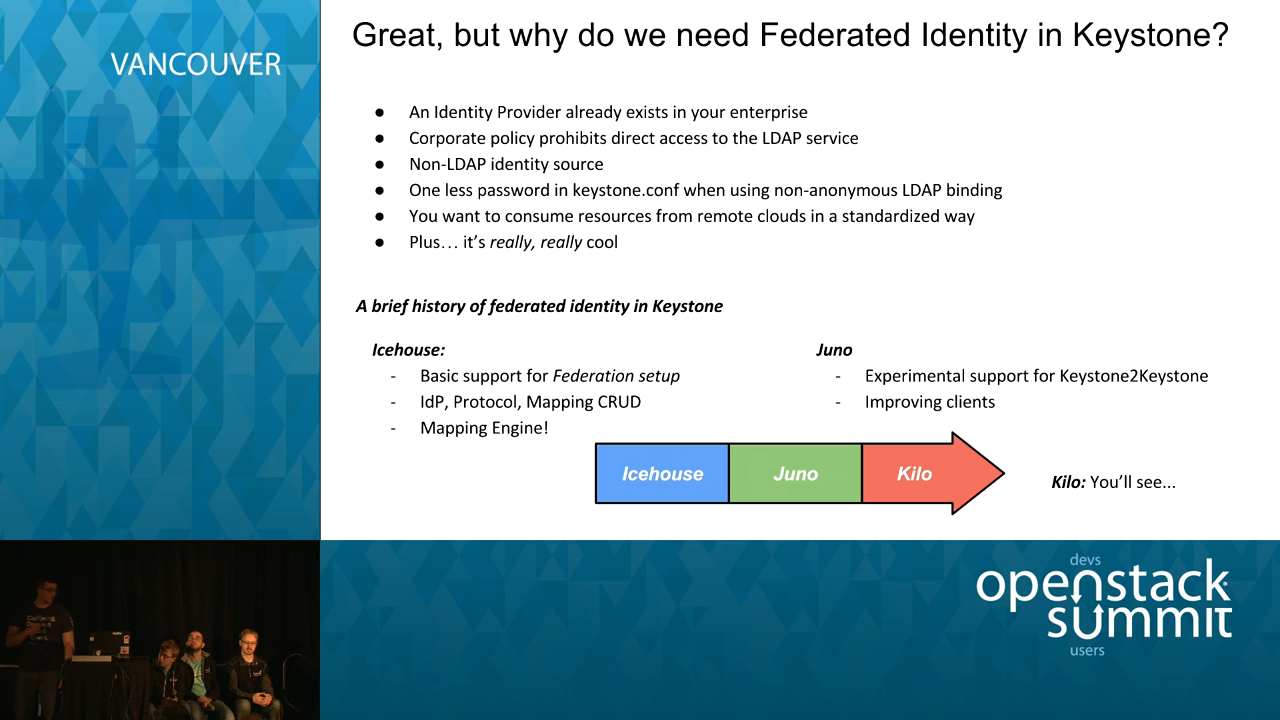 VANCOUVER
Great, but why do we need Federated Identity in Keystone?
● An Identity Provider already exists in your enterprise
● Corporate policy prohibits direct access to the LDAP service
● Non-LDAP identity source
● One less password in keystone.conf when using non-anonymous LDAP binding
● You want to consume resources from remote clouds in a standardized way
● Plus… it's really, really cool
A brief history of federated identity in Keystone
Icehouse:
- Basic support for Federation setup
- IdP, Protocol, Mapping CRUD
- Mapping Engine!
Juno
- Experimental support for Keystone2Keystone
- Improving clients
Icehouse
Juno
Kilo
Kilo: You'll see...
devs
openstack
summit
users